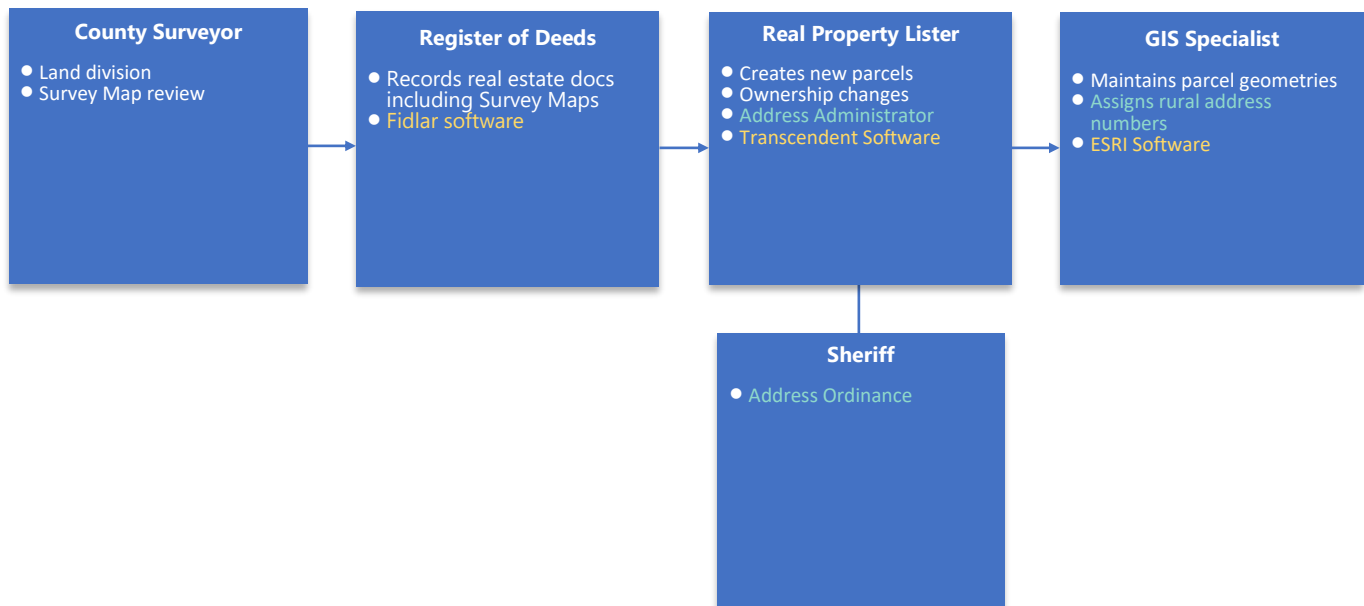 County Surveyor
Land division
Survey Map review
Register of Deeds
Records real estate docs
including Survey Maps
Fidlar software
Real Property Lister
Creates new parcels
Ownership changes
Address Administrator
Transcendent Software
GIS Specialist
Maintains parcel geometries
Assigns rural address
numbers
ESRI Software
Sheriff
Address Ordinance